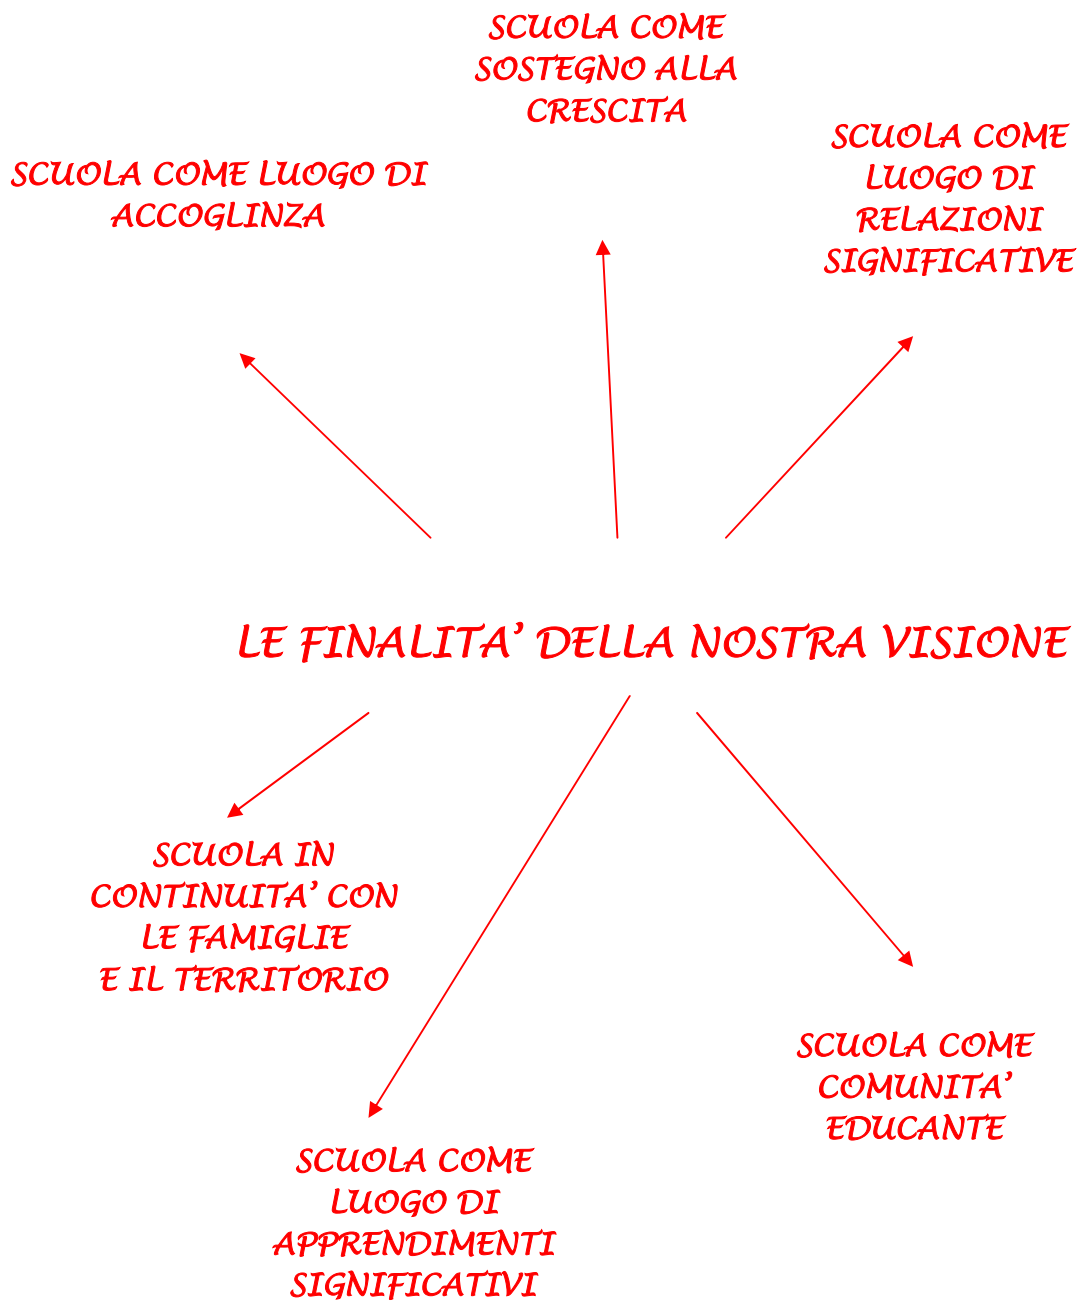 SCUOLA COME
SOSTEGNO ALLA
CRESCITA
SCUOLA COME LUOGO DI
ACCOGLINZA
SCUOLA COME
LUOGO DI
RELAZIONI
SIGNIFICATIVE
LE FINALITA’ DELLA NOSTRA VISIONE
SCUOLA IN
CONTINUITA’ CON
LE FAMIGLIE
E IL TERRITORIO
SCUOLA COME
COMUNITA’
EDUCANTE
SCUOLA COME
LUOGO DI
APPRENDIMENTI
SIGNIFICATIVI